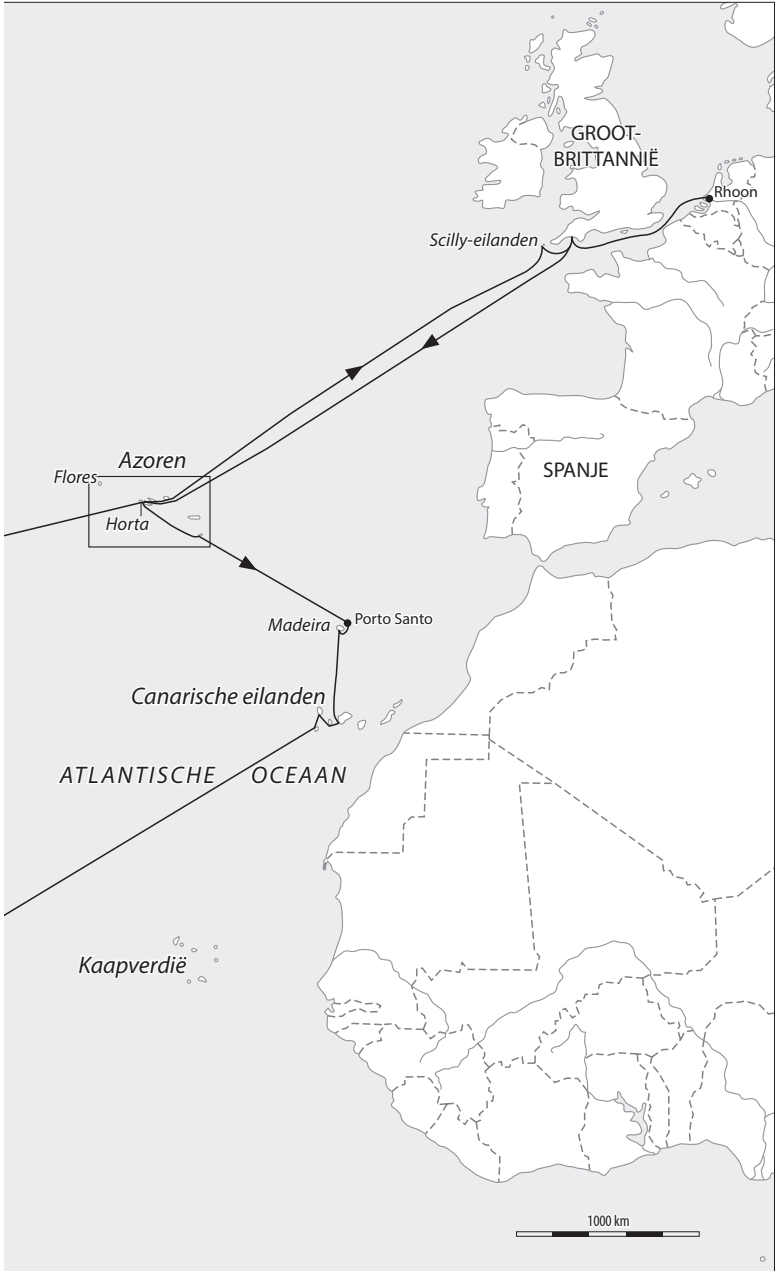 GROOT-
BRITTANNIË
Rhoon
Scilly-eilanden
Azoren
Flores
SPANJE
Horta
Porto Santo
Madeira
Canarische eilanden
ATLANTISCHE OCEAAN
Kaapverdië
1000 km